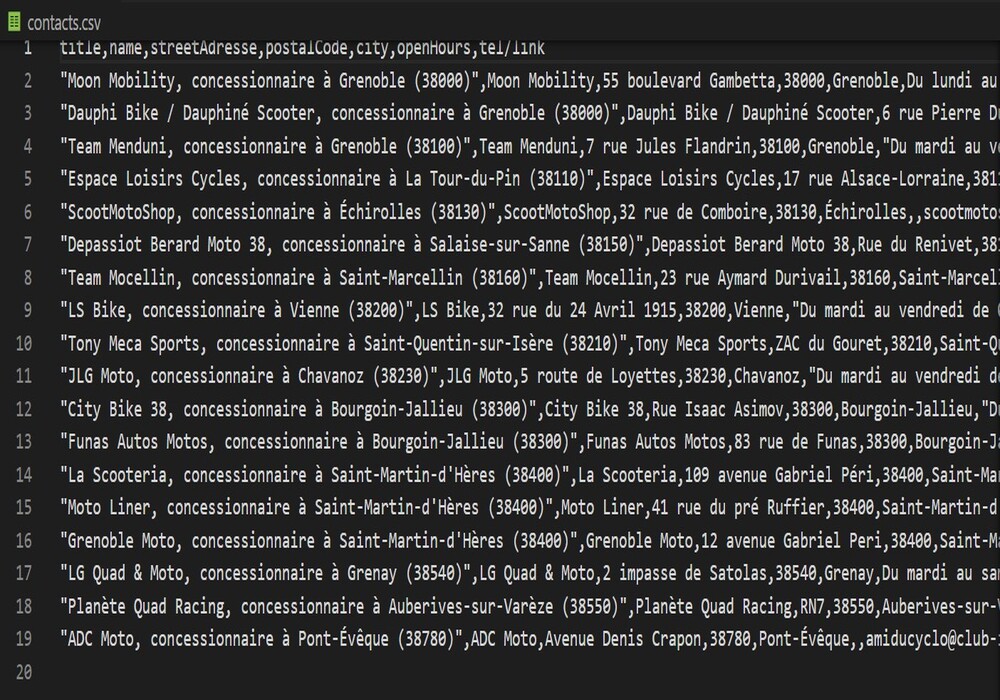 contacts.csv
1 title,name,streetAdresse,postalCode,city,openHours,tel/link
2 "Moon Mobility, concessionnaire à Grenoble (38000)",Moon Mobility,55 boulevard Gambetta,38000,Grenoble,Du lundi au
3 "Dauphi Bike / Dauphiné Scooter, concessionnaire à Grenoble (38000)",Dauphi Bike / Dauphiné Scooter,6 rue Pierre
4 "Team Menduni, concessionnaire à Grenoble (38100)",Team Menduni,7 rue Jules Flandrin,38100,Grenoble,"Du mardi au ve
5 "Espace Loisirs Cycles, concessionnaire à La Tour-du-Pin (38110)",Espace Loisirs Cycles,17 rue Alsace-Lorraine,381
6 "ScootMotoShop, concessionnaire à Échirolles (38130)",ScootMotoShop,32 rue de Comboire,38130,Échirolles,,scootmoto
7 "Depassiot Berard Moto 38, concessionnaire à Salaise-sur-Sanne (38150)",Depassiot Berard Moto 38,Rue du Renivet,38
8 "Team Mocellin, concessionnaire à Saint-Marcellin (38160)",Team Mocellin,23 rue Aymard Durivail,38160,Saint-Marcell
9 "LS Bike, concessionnaire à Vienne (38200)",LS Bike,32 rue du 24 Avril 1915,38200,Vienne,"Du mardi au vendredi de
10 "Tony Meca Sports, concessionnaire à Saint-Quentin-sur-Isère (38210)",Tony Meca Sports,ZAC du Gouret,38210,Saint-Qu
11 "JLG Moto, concessionnaire à Chavanoz (38230)",JLG Moto,5 route de Loyettes,38230,Chavanoz,"Du mardi au vendredi d
12 "City Bike 38, concessionnaire à Bourgoin-Jallieu (38300)",City Bike 38,Rue Isaac Asimov,38300,Bourgoin-Jallieu,"Du
13 "Funas Autos Motos, concessionnaire à Bourgoin-Jallieu (38300)",Funas Autos Motos,83 rue de Funas,38300,Bourgoin-J
14 "La Scooteria, concessionnaire à Saint-Martin-d'Hères (38400)",La Scooteria,109 avenue Gabriel Péri,38400,Saint-Ma
15 "Moto Liner, concessionnaire à Saint-Martin-d'Hères (38400)",Moto Liner,41 rue du pré Ruffier,38400,Saint-Martin-d
16 "Grenoble Moto, concessionnaire à Saint-Martin-d'Hères (38400)",Grenoble Moto,12 avenue Gabriel Peri,38400,Saint-M
17 "LG Quad & Moto, concessionnaire à Grenay (38540)",LG Quad & Moto,2 impasse de Satolas,38540,Grenay,Du mardi au sa
18 "Planète Quad Racing, concessionnaire à Auberives-sur-Varèze (38550)",Planète Quad Racing,RN7,38550,Auberives-sur-
19 "ADC Moto, concessionnaire à Pont-Évêque (38780)",ADC Moto,Avenue Denis Crapon,38780,Pont-Évêque,,amiducyclo@club-
20